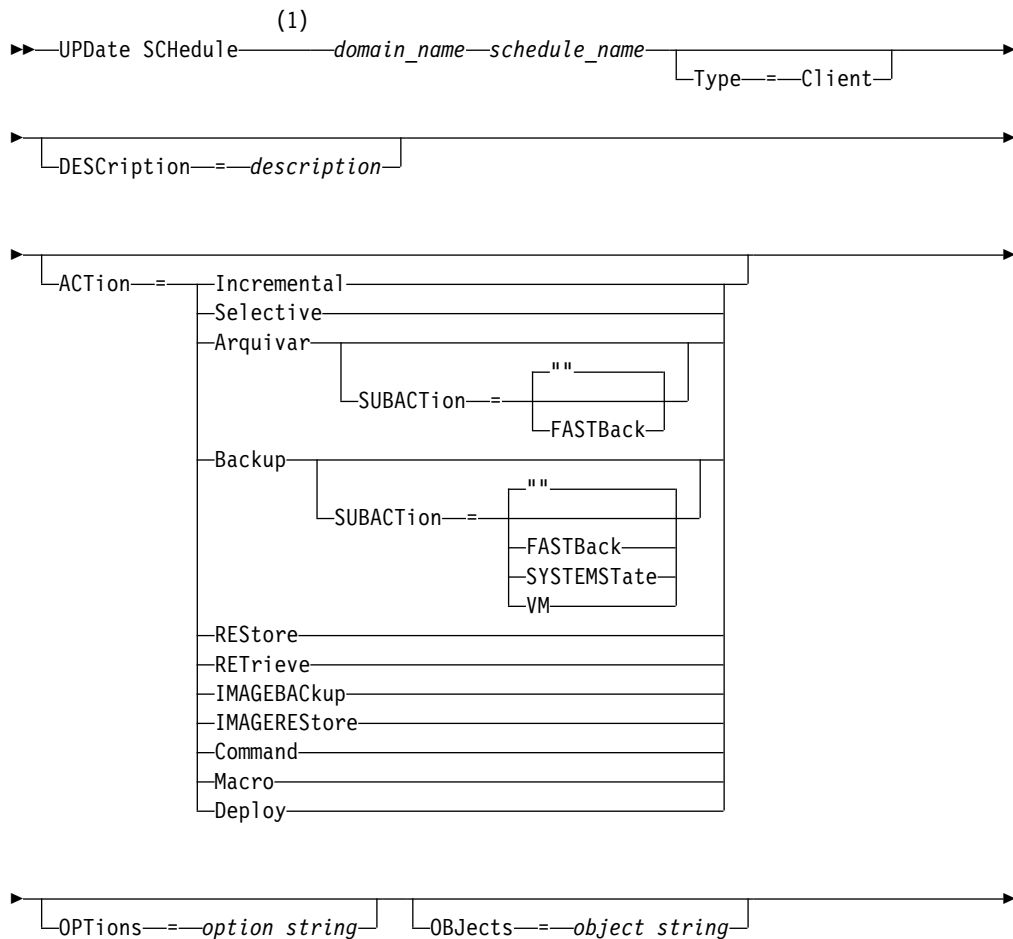 (1)
UPDate SCHedule domain_name schedule_name
Type = Client
DESCription = description
ACTion = Incremental
Selective
Arquivar
""
SUBACTion =
FASTBack
Backup
""
SUBACTion =
FASTBack
SYSTEMSTate
VM
REStore
RETrieve
IMAGEBACkup
IMAGEREStore
Command
Macro
Deploy
OPTions = option string OBJects = object string